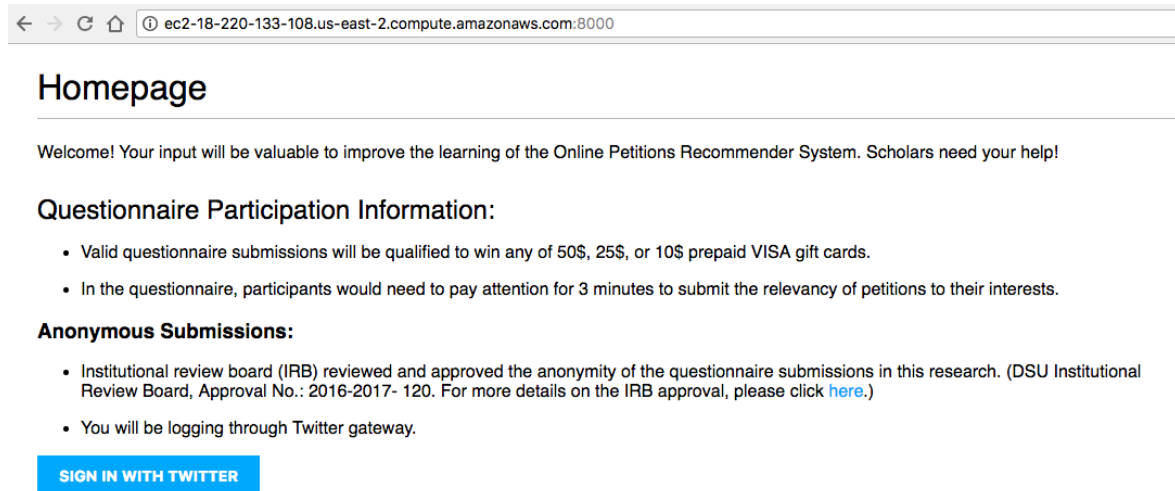 ec2-18-220-133-108.us-east-2.compute.amazonaws.com:8000
Homepage
Welcome! Your input will be valuable to improve the learning of the Online Petitions Recommender System. Scholars need your help!
Questionnaire Participation Information:
• Valid questionnaire submissions will be qualified to win any of 50$, 25$, or 10$ prepaid VISA gift cards.
• In the questionnaire, participants would need to pay attention for 3 minutes to submit the relevancy of petitions to their interests.
Anonymous Submissions:
• Institutional review board (IRB) reviewed and approved the anonymity of the questionnaire submissions in this research. (DSU Institutional
Review Board, Approval No.: 2016-2017- 120. For more details on the IRB approval, please click here.)
• You will be logging through Twitter gateway.
SIGN IN WITH TWITTER